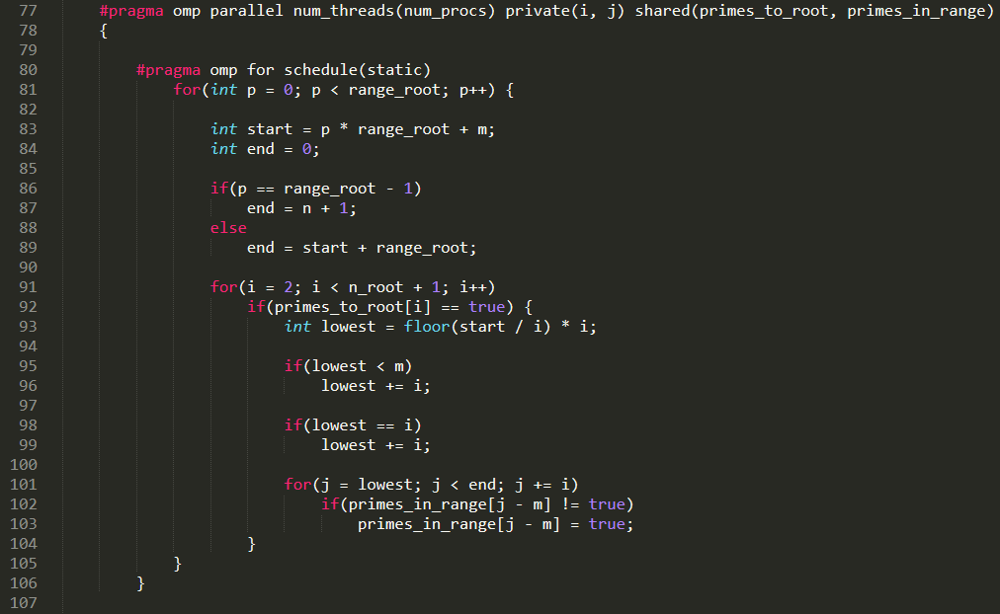 77 #pragma omp parallel num_threads(num_procs) private(i, j) shared(primes_to_root, primes_in_range)
78 {
79
80 #pragma omp for schedule(static)
81 for(int p = 0; p < range_root; p++) {
82
83 int start = p * range_root + m;
84 int end = 0;
85
86 if(p == range_root - 1)
87 end = n + 1;
88 else
89 end = start + range_root;
90
91 for(i = 2; i < n_root + 1; i++)
92 if(primes_to_root[i] == true) {
93 int lowest = floor(start / i) * i;
94
95 if(lowest < m)
96 lowest += i;
97
98 if(lowest == i)
99 lowest += i;
100
101 for(j = lowest; j < end; j += i)
102 if(primes_in_range[j - m] != true)
103 primes_in_range[j - m] = true;
104 }
105 }
106 }
107